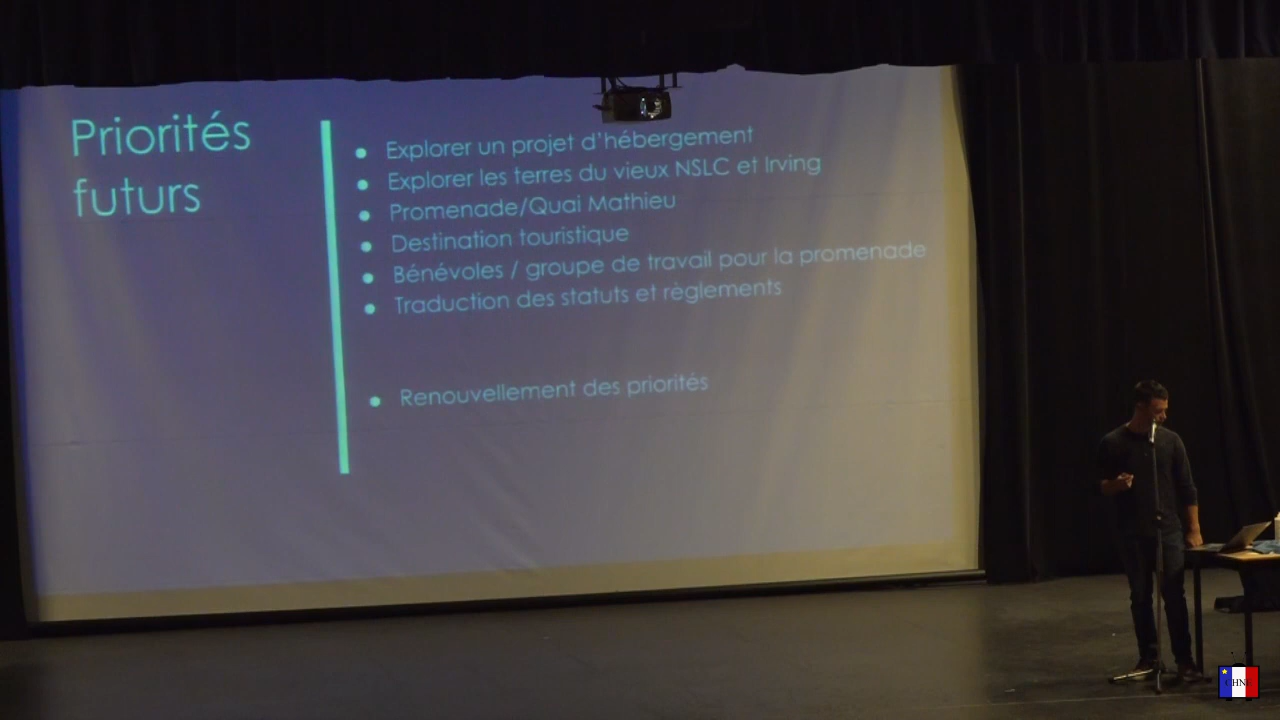 Priorités
futurs
• Explorer un projet d'hébergement
• Explorer les terres du vieux NSLC et Irving
• Promenade/Quai Mathieu
• Destination touristique
• Bénévoles / groupe de travail pour la promenade
• Traduction des statuts et règlements
• Renouvellement des priorités